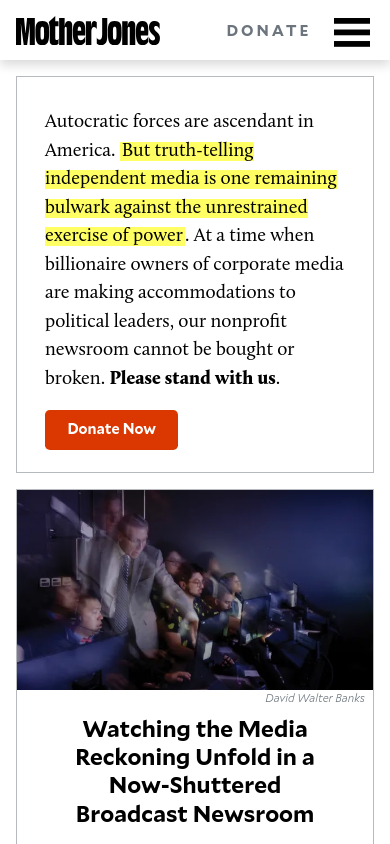 Mother Jones
DONATE
Autocratic forces are ascendant in
America. But truth-telling
independent media is one remaining
bulwark against the unrestrained
exercise of power. At a time when
billionaire owners of corporate media
are making accommodations to
political leaders, our nonprofit
newsroom cannot be bought or
broken. Please stand with us.
Donate Now
David Walter Banks
Watching the Media
Reckoning Unfold in a
Now-Shuttered
Broadcast Newsroom